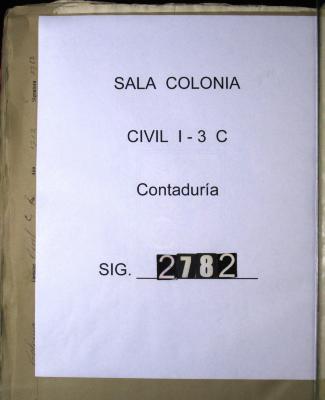 SALA COLONIA
CIVIL I - 3 C
Contaduría
SIG. 2782